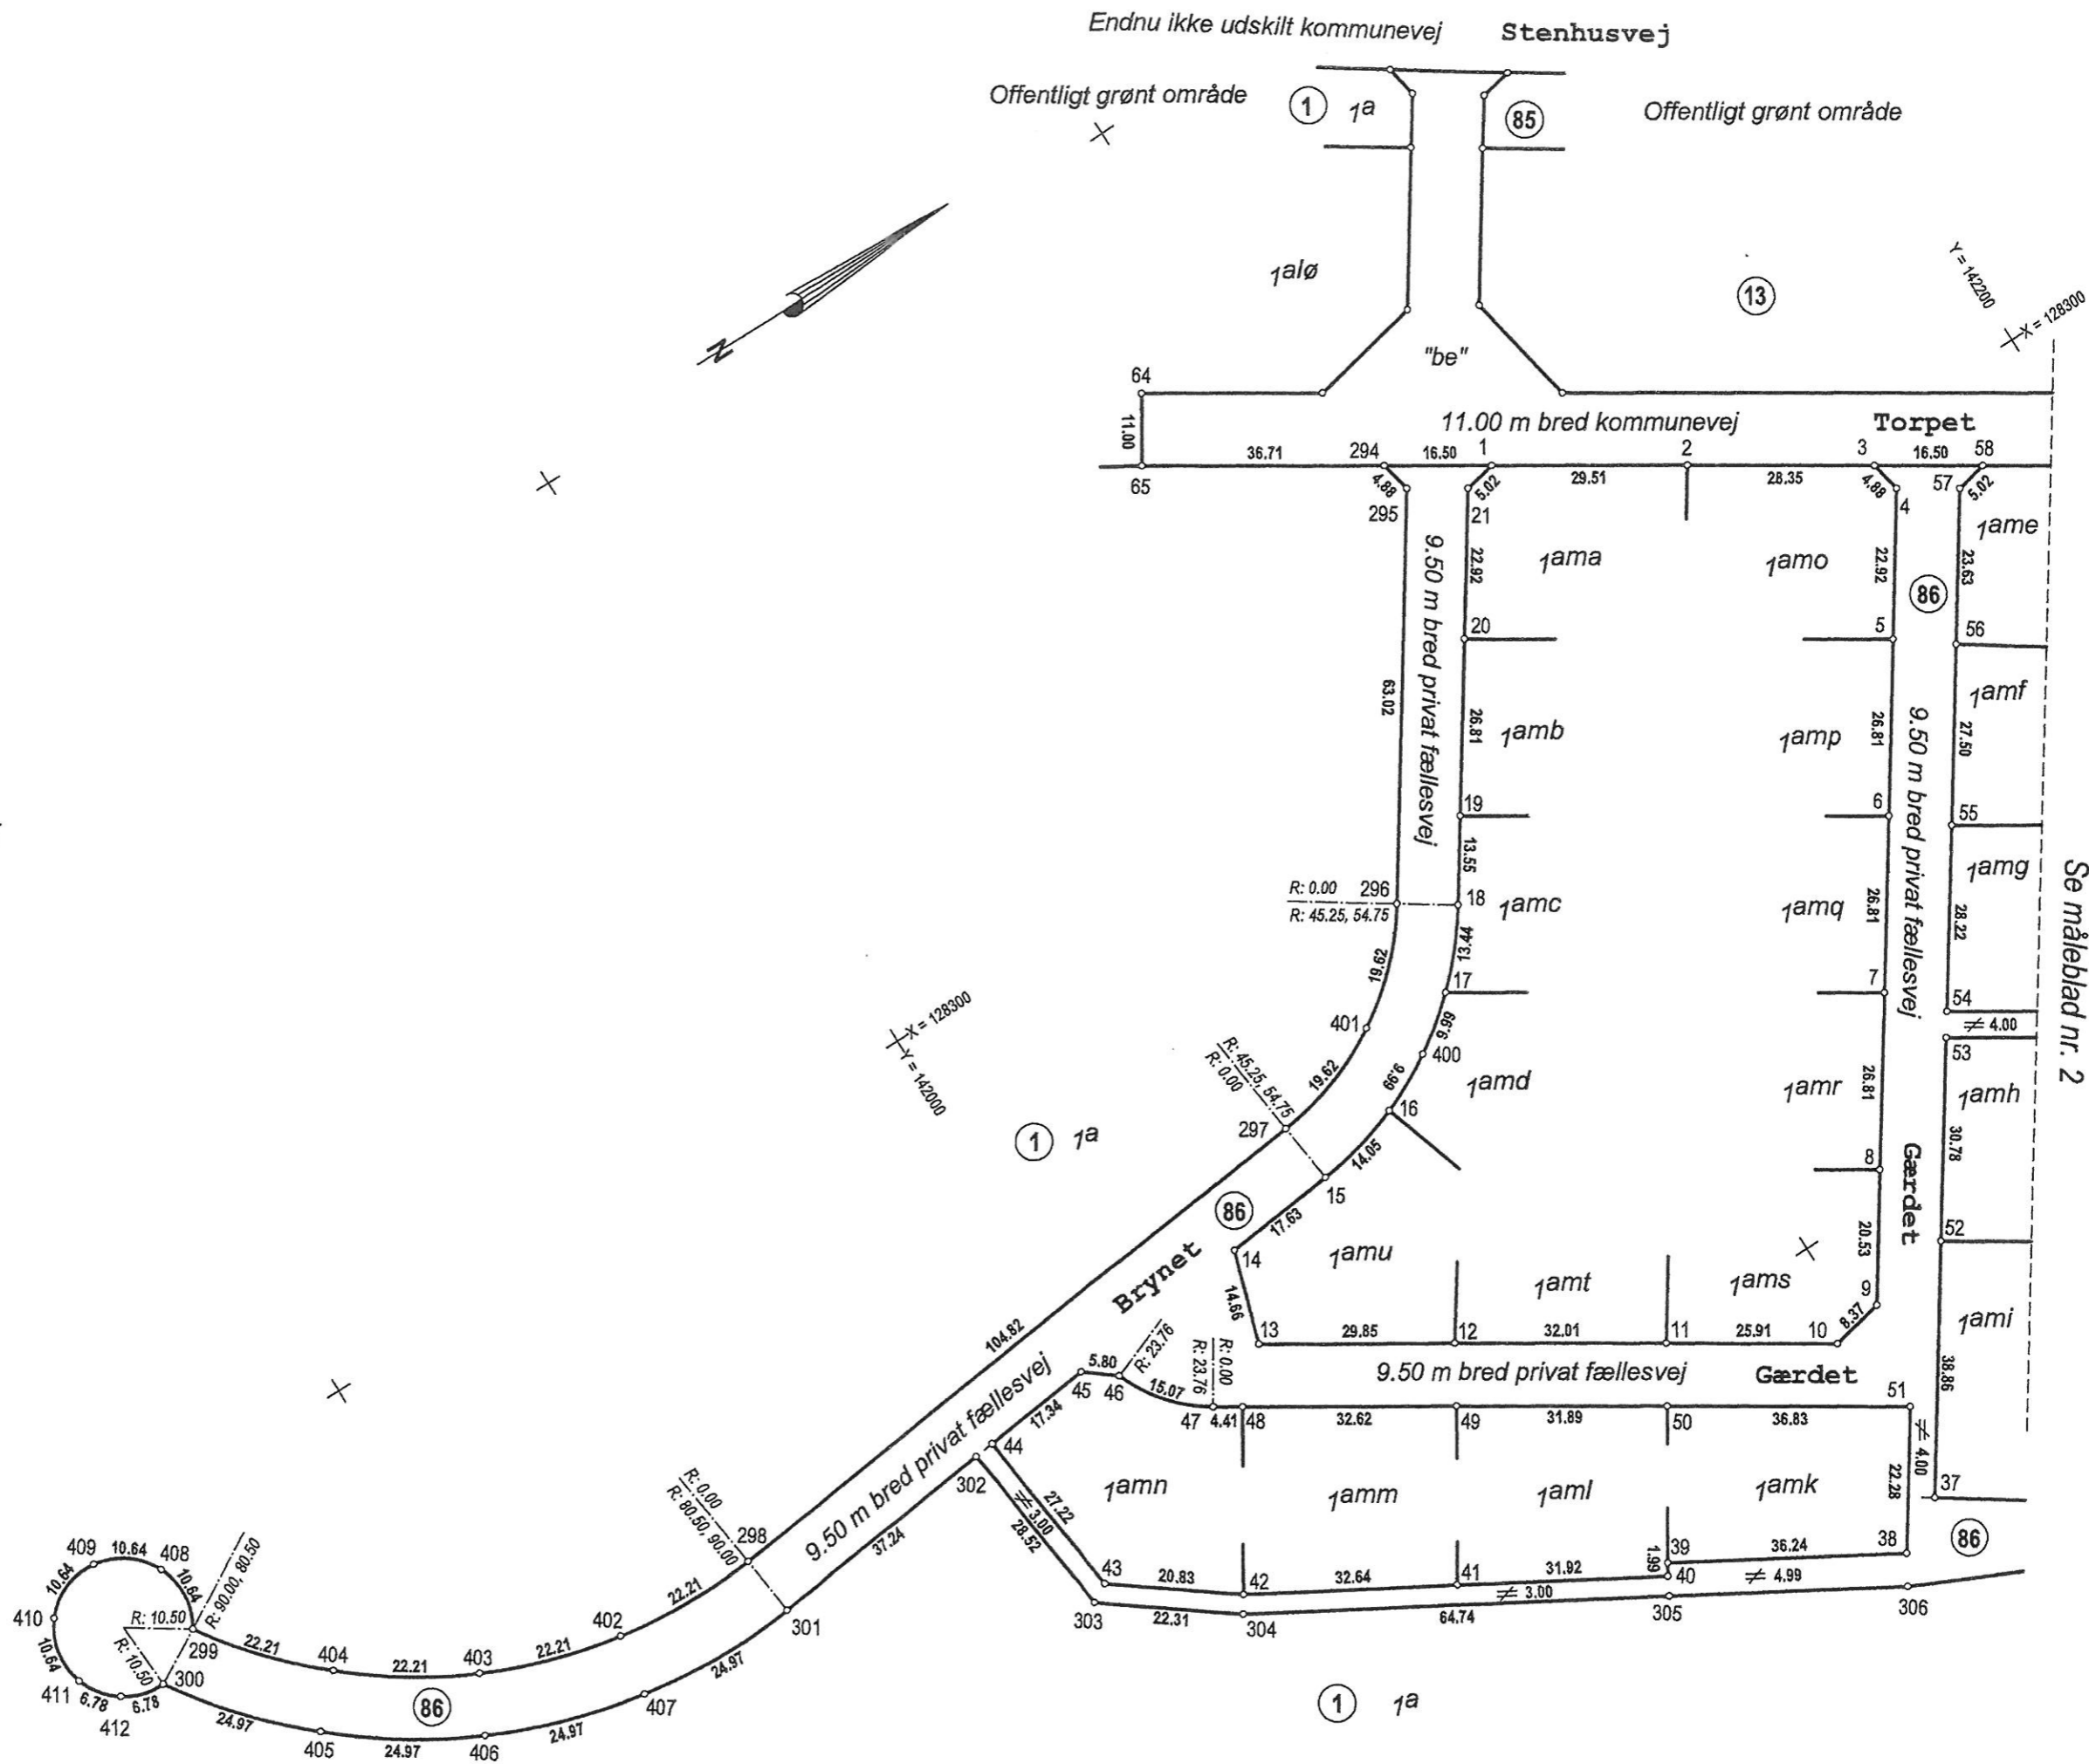 Endnu ikke udskilt kommunevej Stenhusvej
Offentligt grønt område
1
1a
85
Offentligt grønt område
1alø
13
Y = 142200
X = 128300
"be"
N
64
11.00
11.00 m bred kommunevej
Torpet
65
36.71
294
16.50
1
29.51
2
28.35
3
16.50
58
4.88
5.02
4.88
57
5.02
295
21
4
1ame
9.50 m bred privat fællesvej
22.92
1ama
1amo
22.92
86
23.63
20
5
56
63.02
26.81
1amb
1amp
26.81
9.50 m bred privat fællesvej
1amf
27.50
19
6
55
13.55
1amg
R: 0.00
296
R: 45.25, 54.75
18
1amc
1amq
26.81
28.22
Se måleblad nr. 2
13.44
19.62
17
7
54
≠ 4.00
401
9.99
400
53
X = 128300
Y = 142000
R: 45.25, 54.75
R: 0.00
19.62
9.99
1amd
1amr
26.81
1amh
16
30.78
1
1a
297
14.05
8
Gærdet
15
86
17.63
20.53
52
14
1amu
1amt
1ams
9
Brynet
14.66
8.37
1ami
13
29.85
12
32.01
11
25.91
10
104.82
R: 23.76
R: 0.00
R: 23.76
5.80
9.50 m bred privat fællesvej
Gærdet
38.86
45
46
15.07
51
47
4.41
48
32.62
49
31.89
50
36.83
9.50 m bred privat fællesvej
17.34
44
≠ 4.00
302
1amn
1amm
1aml
1amk
22.28
37
27.22
≠ 3.00
28.52
R: 0.00
R: 80.50, 90.00
298
37.24
86
38
39
36.24
1.99
409
10.64
408
R: 90.00, 80.50
10.64
10.64
43
20.83
42
32.64
41
31.92
40
≠ 4.99
22.21
410
R: 10.50
303
22.31
304
64.74
≠ 3.00
305
306
301
402
299
22.21
404
22.21
403
22.21
R: 10.50
10.64
300
411
6.78
6.78
412
86
24.97
407
24.97
405
24.97
406
24.97
1
1a